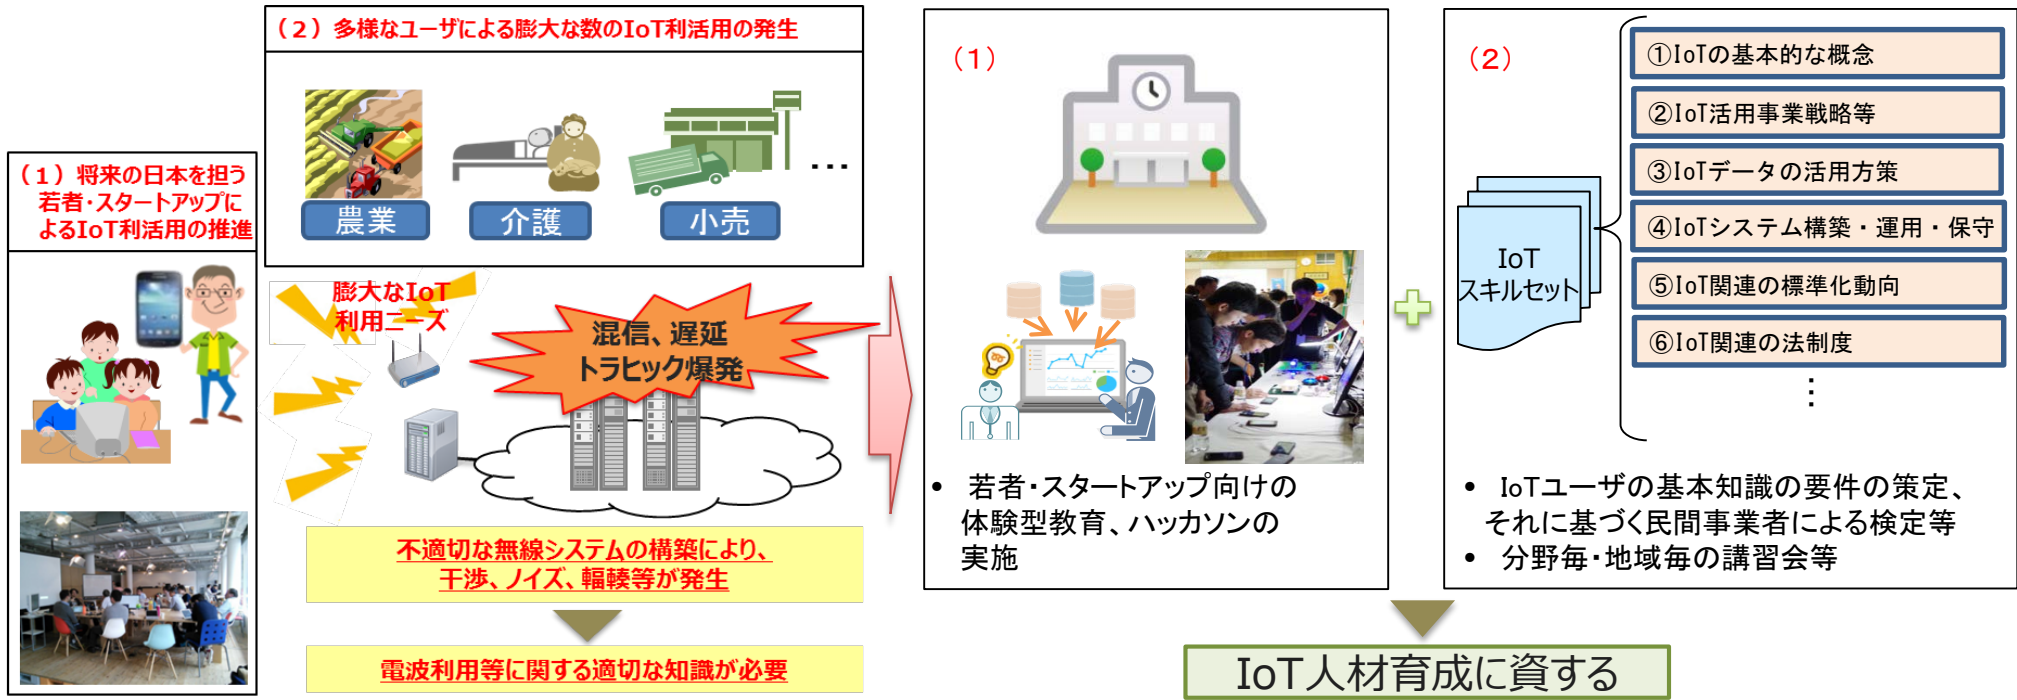 （1）将来の日本を担う
若者・スタートアップに
よるIoT利活用の推進
（2）多様なユーザによる膨大な数のIoT利活用の発生
農業
介護
小売
…
膨大なIoT
利用ニーズ
混信、遅延
トラヒック爆発
不適切な無線システムの構築により、
干渉、ノイズ、輻輳等が発生
電波利用等に関する適切な知識が必要
（1）
• 若者・スタートアップ向けの
体験型教育、ハッカソンの
実施
（2）
IoT
スキルセット
①IoTの基本的な概念
②IoT活用事業戦略等
③IoTデータの活用方策
④IoTシステム構築・運用・保守
⑤IoT関連の標準化動向
⑥IoT関連の法制度
⋮
• IoTユーザの基本知識の要件の策定、
それに基づく民間事業者による検定等
• 分野毎・地域毎の講習会等
IoT人材育成に資する